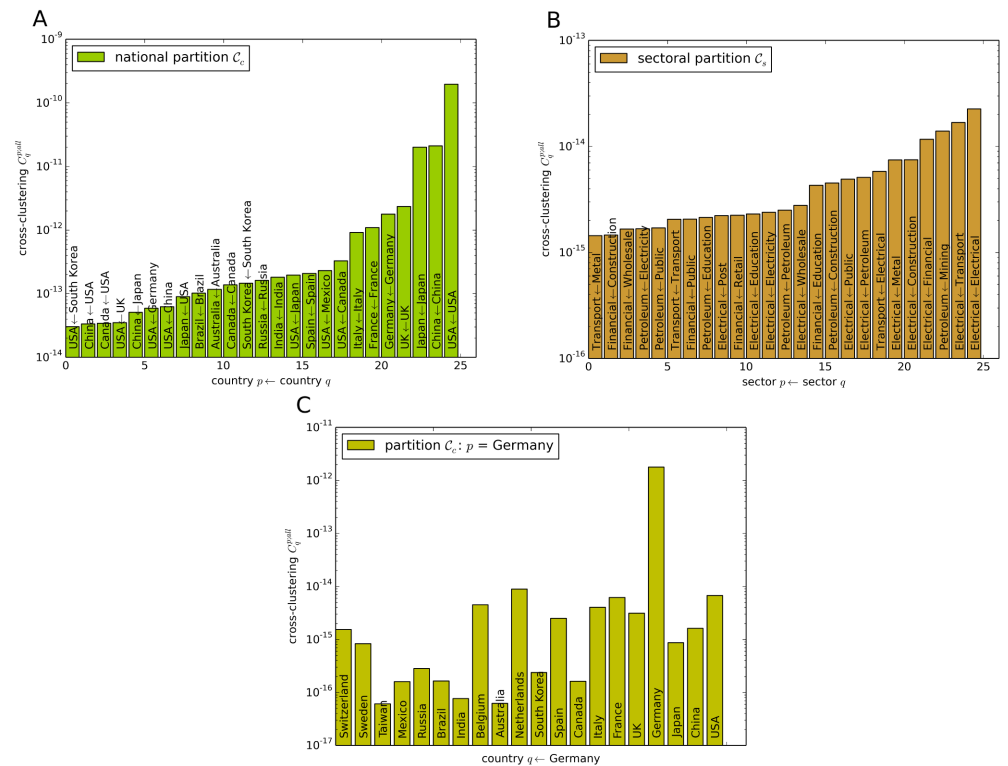 A
national partition 𝒞c
cross-clustering C_q^{p;all}
10^-9
10^-10
10^-11
10^-12
10^-13
10^-14
USA←South Korea
China←USA
Canada←USA
USA←UK
China←Japan
USA←Germany
USA←China
Japan←USA
Brazil←Brazil
Australia←Australia
Canada←Canada
South Korea←South Korea
Russia←Russia
India←India
USA←Japan
Spain←Spain
USA←Mexico
USA←Canada
Italy←Italy
France←France
Germany←Germany
UK←UK
Japan←Japan
China←China
USA←USA
0 5 10 15 20 25
country p← country q
B
sectoral partition 𝒞s
cross-clustering C_q^{p;all}
10^-13
10^-14
10^-15
10^-16
Transport←Metal
Financial←Construction
Financial←Wholesale
Petroleum←Electricity
Petroleum←Public
Transport←Transport
Financial←Public
Petroleum←Education
Electrical←Post
Financial←Retail
Electrical←Education
Electrical←Electricity
Petroleum←Petroleum
Electrical←Wholesale
Financial←Education
Petroleum←Construction
Electrical←Public
Electrical←Petroleum
Transport←Electrical
Electrical←Metal
Electrical←Construction
Electrical←Financial
Petroleum←Mining
Electrical←Transport
Electrical←Electrical
0 5 10 15 20 25
sector p← sector q
C
partition 𝒞c: p = Germany
cross-clustering C_q^{p;all}
10^-11
10^-12
10^-13
10^-14
10^-15
10^-16
10^-17
Switzerland
Sweden
Taiwan
Mexico
Russia
Brazil
India
Belgium
Australia
Netherlands
South Korea
Spain
Canada
Italy
France
UK
Germany
Japan
China
USA
country q← Germany